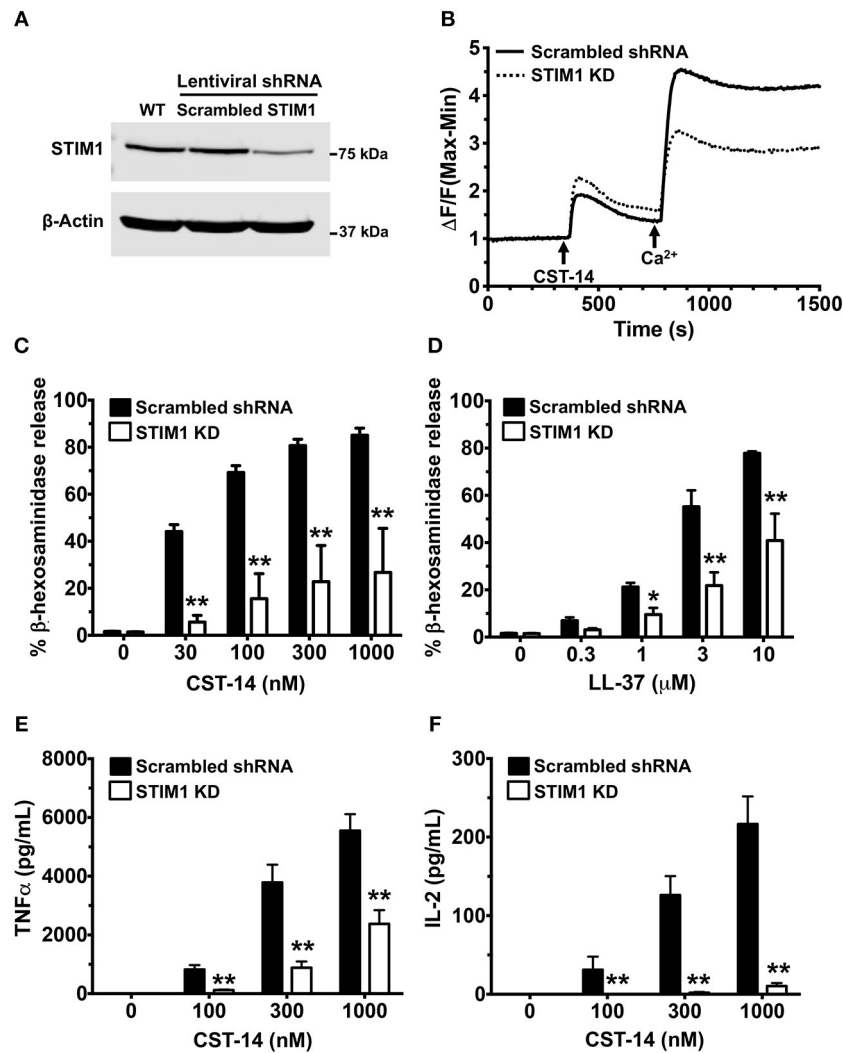 A
Lentiviral shRNA
WT Scrambled STIM1
STIM1
75 kDa
β-Actin
37 kDa
B
Scrambled shRNA
STIM1 KD
ΔF/F(Max-Min)
5
4
3
2
1
0
CST-14
Ca²⁺
0 500 1000 1500
Time (s)
C
Scrambled shRNA
STIM1 KD
% β-hexosaminidase release
100
80
60
40
20
0
** ** ** **
0 30 100 300 1000
CST-14 (nM)
D
Scrambled shRNA
STIM1 KD
% β-hexosaminidase release
100
80
60
40
20
0
* ** **
0 0.3 1 3 10
LL-37 (μM)
E
Scrambled shRNA
STIM1 KD
TNFα (pg/mL)
8000
6000
4000
2000
0
** ** **
0 100 300 1000
CST-14 (nM)
F
Scrambled shRNA
STIM1 KD
IL-2 (pg/mL)
300
200
100
0
** ** **
0 100 300 1000
CST-14 (nM)